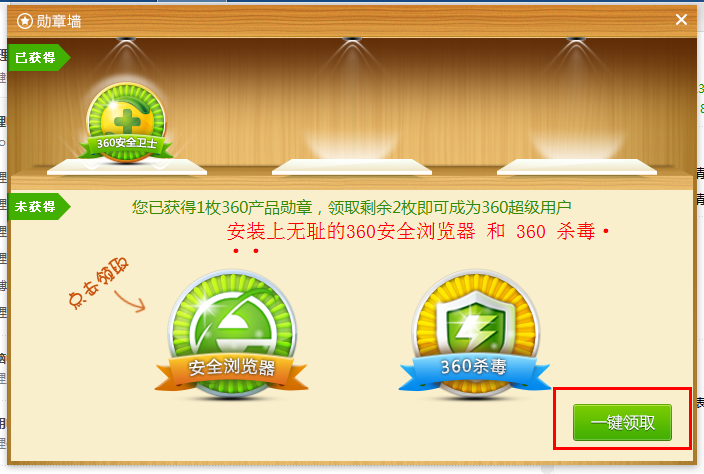 勋章墙
已获得
360安全卫士
未获得
您已获得1枚360产品勋章，领取剩余2枚即可成为360超级用户
安装上无耻的360安全浏览器 和 360 杀毒·
· ·
点击领取
安全浏览器
360杀毒
一键领取